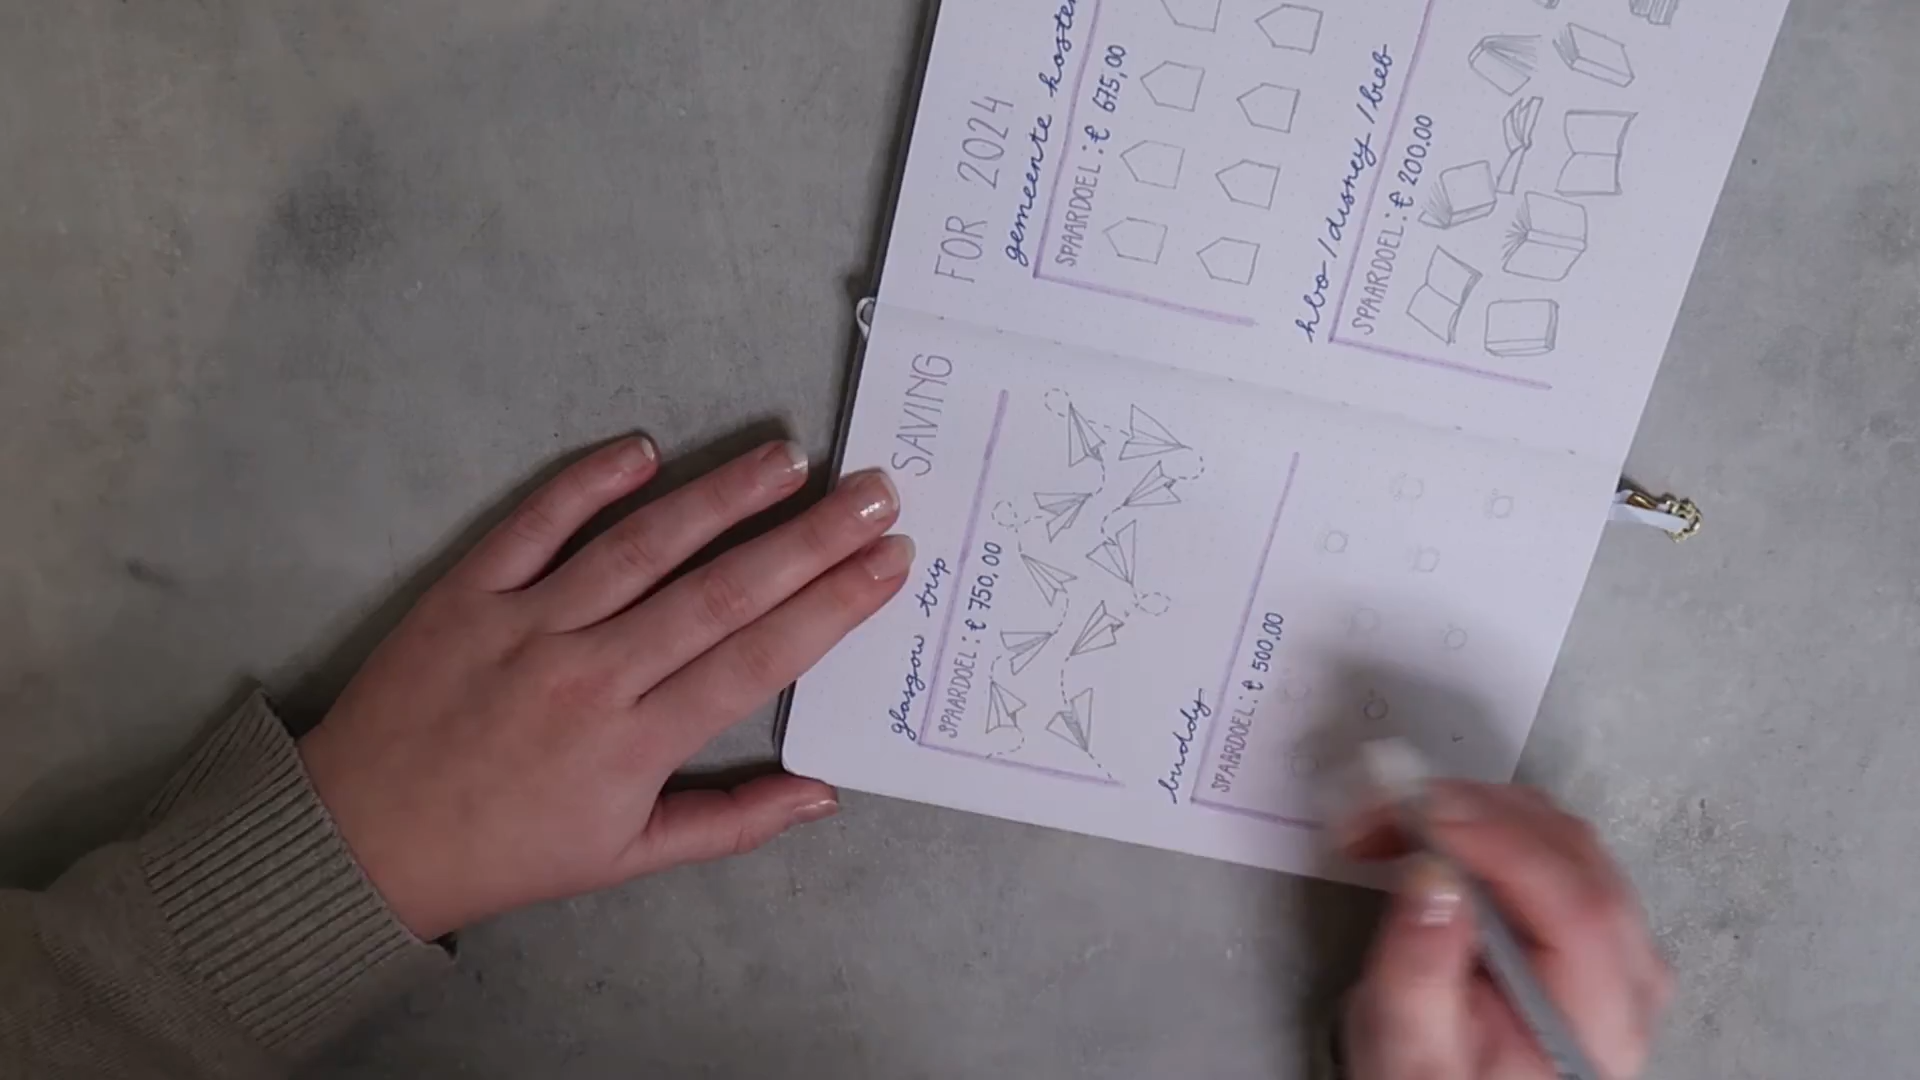 SAVING
glasgow trip
SPAARDOEL: € 750,00
buddy
SPAARDOEL: € 500.00
FOR 2024
gemeente kosten
SPAARDOEL: € 675,00
hbo/disney/bieb
SPAARDOEL: € 200.00